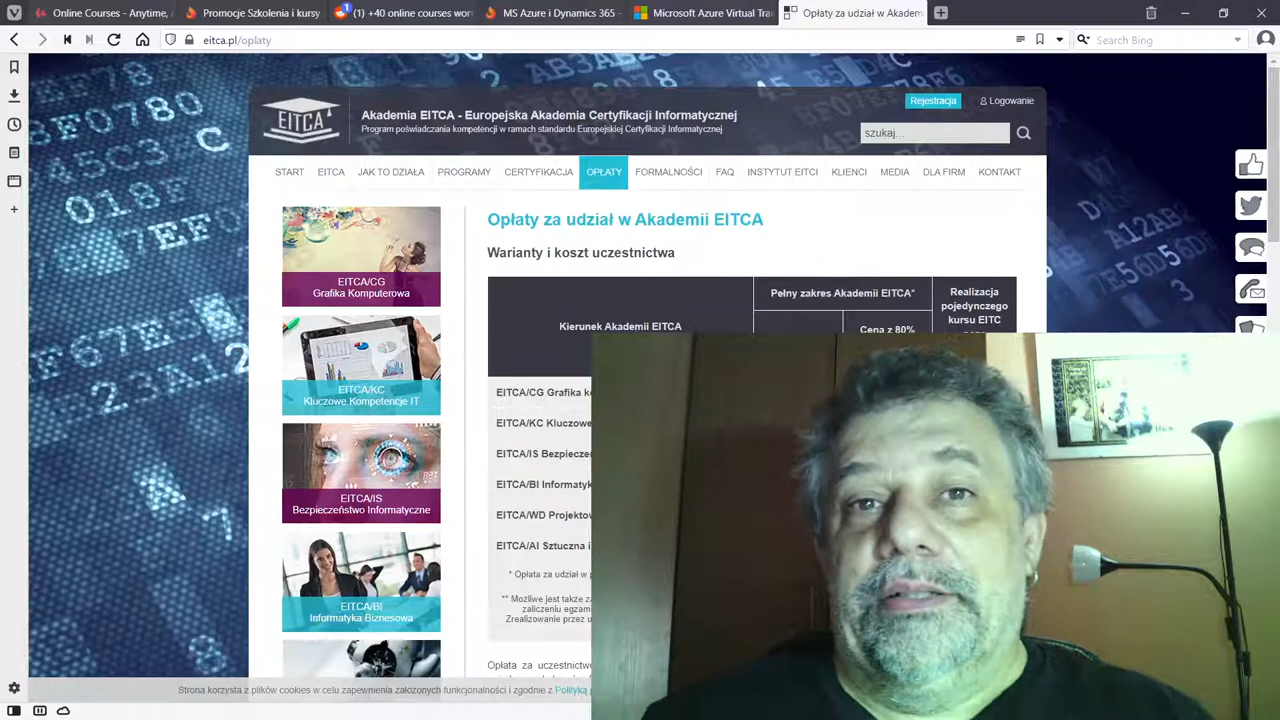 Online Courses - Anytime, A
Promocje Szkolenia i kursy
(1) +40 online courses wor
MS Azure i Dynamics 365 -
Microsoft Azure Virtual Tra
Opłaty za udział w Akadem
eitca.pl/oplaty
Search Bing
EITCA
Akademia EITCA - Europejska Akademia Certyfikacji Informatycznej
Program poświadczania kompetencji w ramach standardu Europejskiej Certyfikacji Informatycznej
Rejestracja
Logowanie
szukaj...
START EITCA JAK TO DZIAŁA PROGRAMY CERTYFIKACJA OPŁATY FORMALNOŚCI FAQ INSTYTUT EITCI KLIENCI MEDIA DLA FIRM KONTAKT
EITCA/CG
Grafika Komputerowa
EITCA/KC
Kluczowe Kompetencje IT
EITCA/IS
Bezpieczeństwo Informatyczne
EITCA/BI
Informatyka Biznesowa
Opłaty za udział w Akademii EITCA
Warianty i koszt uczestnictwa
Kierunek Akademii EITCA
Pełny zakres Akademii EITCA*
Cena z 80%
Realizacja
pojedynczego
kursu EITC
EITCA/CG Grafika k
EITCA/KC Kluczowe
EITCA/IS Bezpiecze
EITCA/BI Informatyk
EITCA/WD Projektow
EITCA/AI Sztuczna i
* Opłata za udział w p
** Możliwe jest także z
zaliczeniu egzam
Zrealizowanie przez u
Opłata za uczestnictw
Strona korzysta z plików cookies w celu zapewnienia założonych funkcjonalności i zgodnie z Polityką p